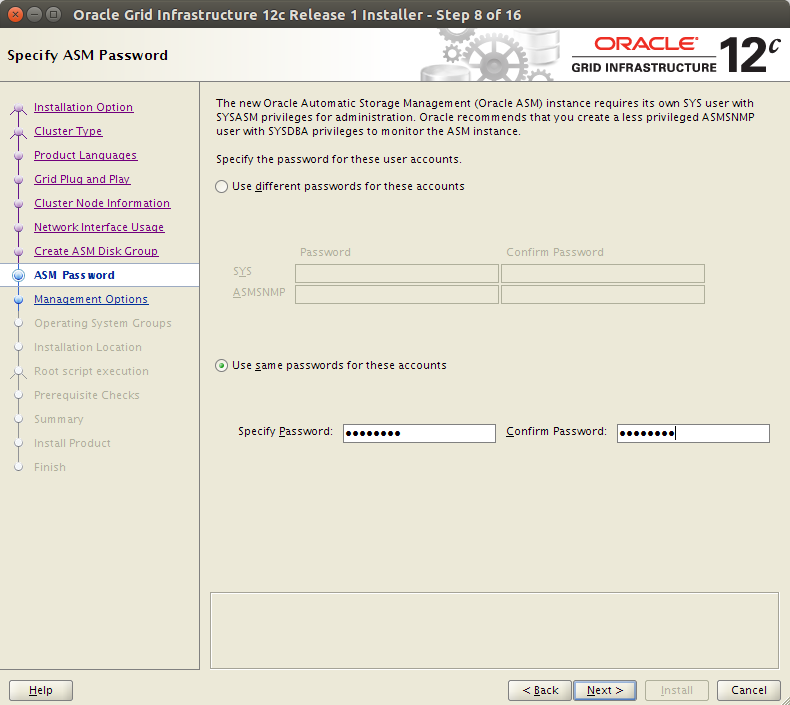 Oracle Grid Infrastructure 12c Release 1 Installer - Step 8 of 16
Specify ASM Password
ORACLE®
GRID INFRASTRUCTURE
12c
Installation Option
Cluster Type
Product Languages
Grid Plug and Play
Cluster Node Information
Network Interface Usage
Create ASM Disk Group
ASM Password
Management Options
Operating System Groups
Installation Location
Root script execution
Prerequisite Checks
Summary
Install Product
Finish
The new Oracle Automatic Storage Management (Oracle ASM) instance requires its own SYS user with
SYSASM privileges for administration. Oracle recommends that you create a less privileged ASMSNMP
user with SYSDBA privileges to monitor the ASM instance.
Specify the password for these user accounts.
Use different passwords for these accounts
Password Confirm Password
SYS
ASMSNMP
Use same passwords for these accounts
Specify Password: ●●●●●●●● Confirm Password: ●●●●●●●●
Help < Back Next > Install Cancel